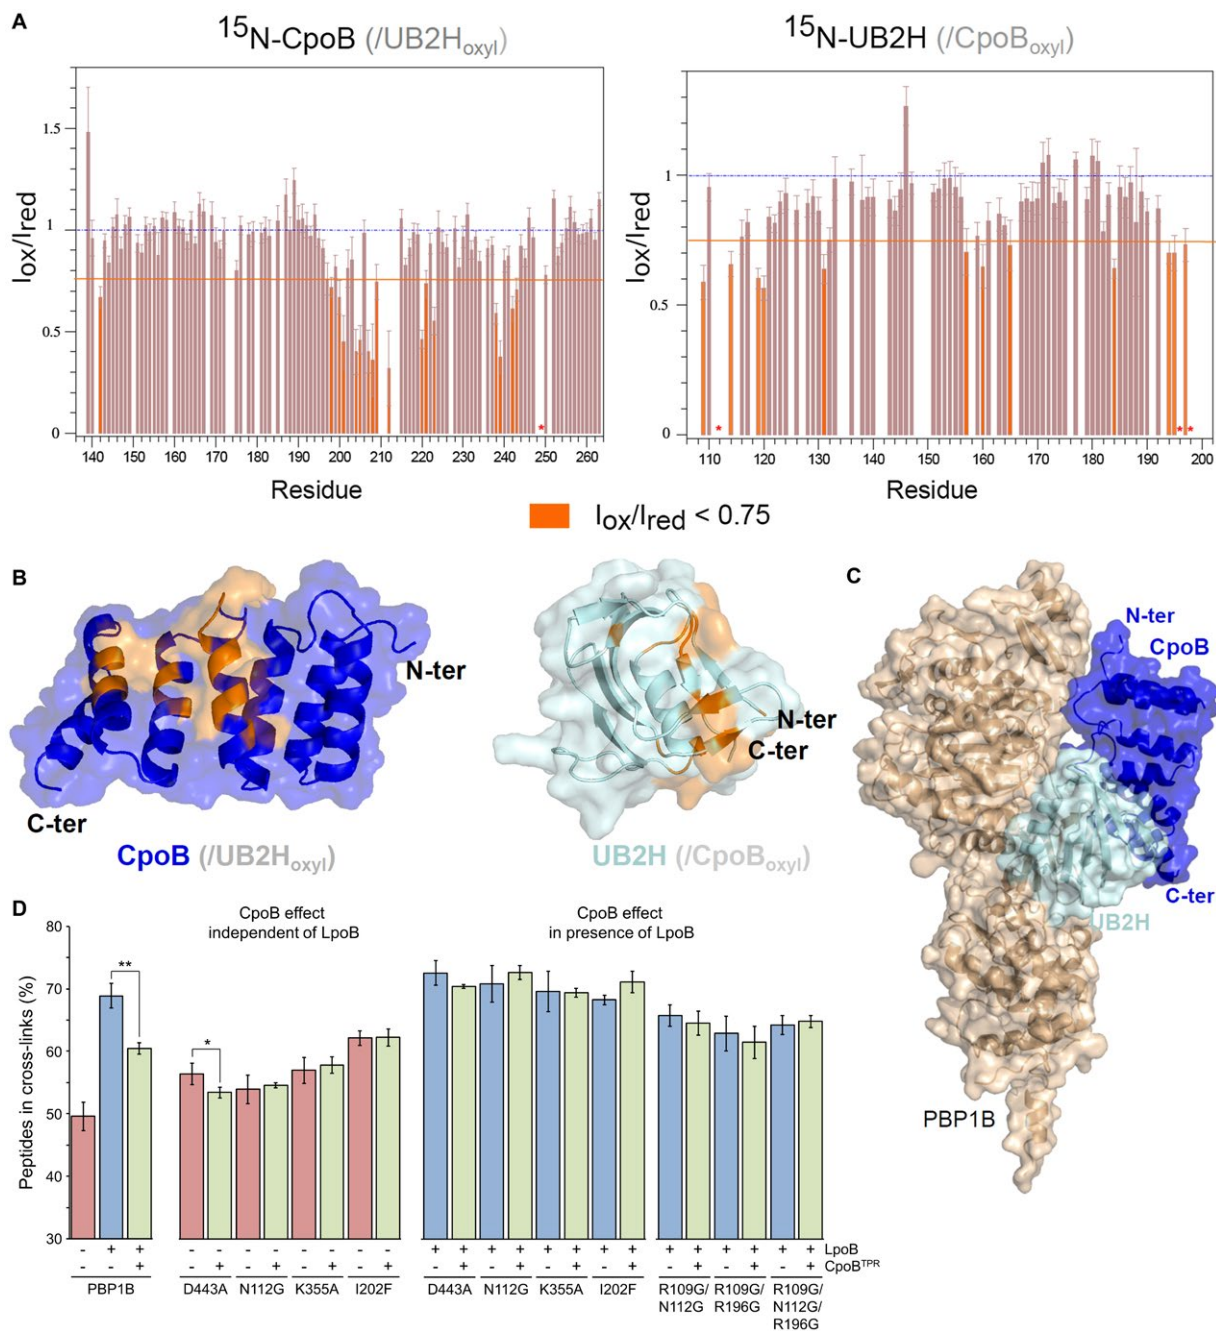 A
15N-CpoB (/UB2Hoxyl)
15N-UB2H (/CpoBoxyl)
Iox/Ired
1.5
1
0.5
0
140 150 160 170 180 190 200 210 220 230 240 250 260
*
Residue
Iox/Ired
1
0.5
0
110 120 130 140 150 160 170 180 190 200
* * *
Residue
Iox/Ired < 0.75
B
N-ter
C-ter
CpoB (/UB2Hoxyl)
N-ter
C-ter
UB2H (/CpoBoxyl)
C
N-ter
CpoB
UB2H
C-ter
PBP1B
D
CpoB effect
independent of LpoB
CpoB effect
in presence of LpoB
Peptides in cross-links (%)
80
70
60
50
40
30
**
*
- + + - - - - - - - - + + + + + + + + + + + + + + LpoB
- - + - + - + - + - + - + - + - + - + - + - + - + CpoBTPR
PBP1B D443A N112G K355A I202F D443A N112G K355A I202F R109G/ R109G/ R109G/
N112G R196G N112G/
R196G